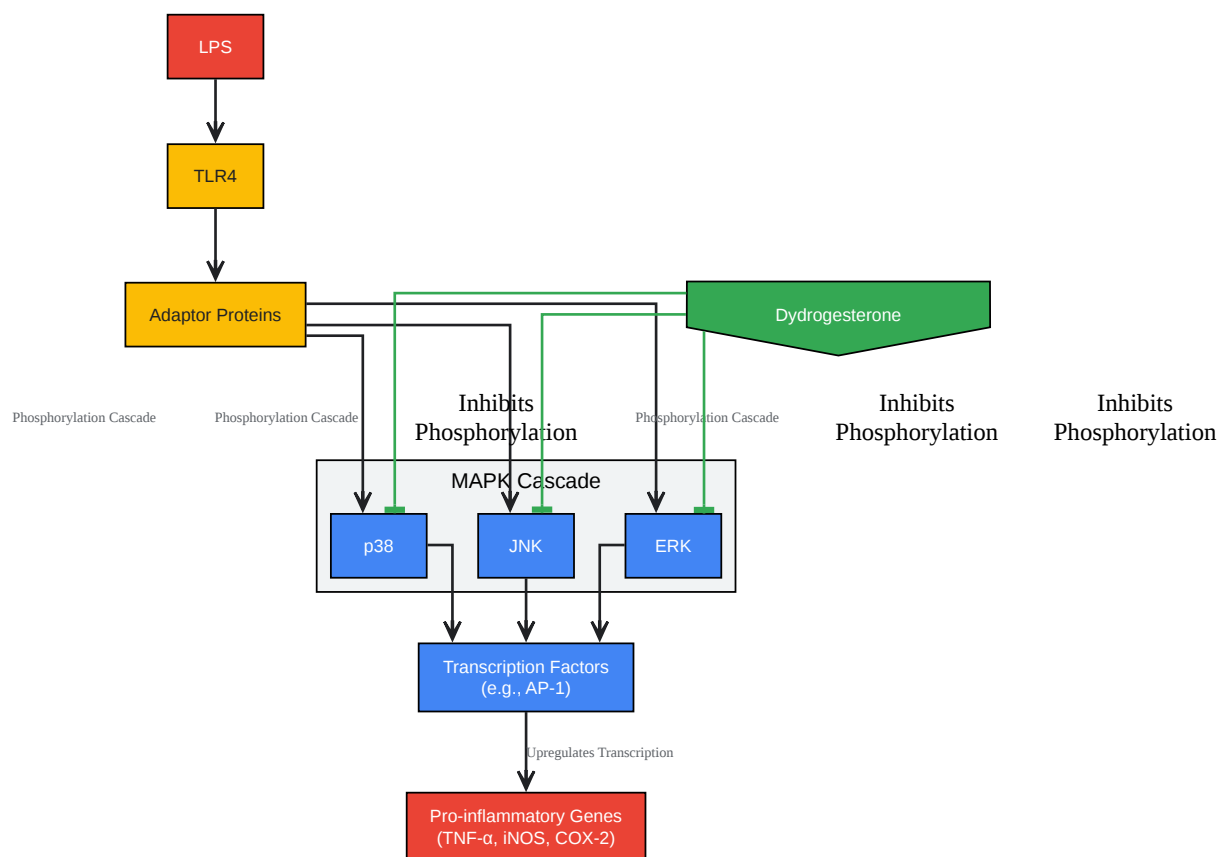 LPS
TLR4
Adaptor Proteins
Dydrogesterone
Phosphorylation Cascade
Phosphorylation Cascade
Inhibits
Phosphorylation
Phosphorylation Cascade
Inhibits
Phosphorylation
Inhibits
Phosphorylation
MAPK Cascade
p38
JNK
ERK
Transcription Factors
(e.g., AP-1)
Upregulates Transcription
Pro-inflammatory Genes
(TNF-α, iNOS, COX-2)